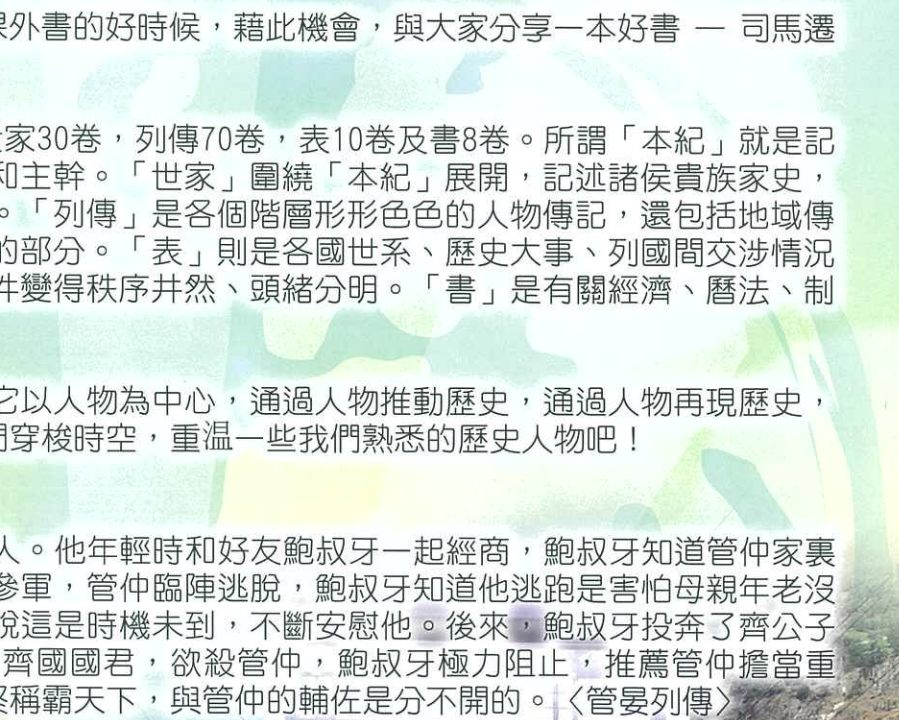 課外書的好時候，藉此機會，與大家分享一本好書 — 司馬遷
世家30卷，列傳70卷，表10卷及書8卷。所謂「本紀」就是記
和主幹。「世家」圍繞「本紀」展開，記述諸侯貴族家史，
。「列傳」是各個階層形形色色的人物傳記，還包括地域傳
的部分。「表」則是各國世系、歷史大事、列國間交涉情況
件變得秩序井然、頭緒分明。「書」是有關經濟、曆法、制
它以人物為中心，通過人物推動歷史，通過人物再現歷史，
們穿梭時空，重温一些我們熟悉的歷史人物吧！
人。他年輕時和好友鮑叔牙一起經商，鮑叔牙知道管仲家裏
參軍，管仲臨陣逃脫，鮑叔牙知道他逃跑是害怕母親年老沒
說這是時機未到，不斷安慰他。後來，鮑叔牙投奔了齊公子
齊國國君，欲殺管仲，鮑叔牙極力阻止，推薦管仲擔當重
終稱霸天下，與管仲的輔佐是分不開的。〈管晏列傳〉